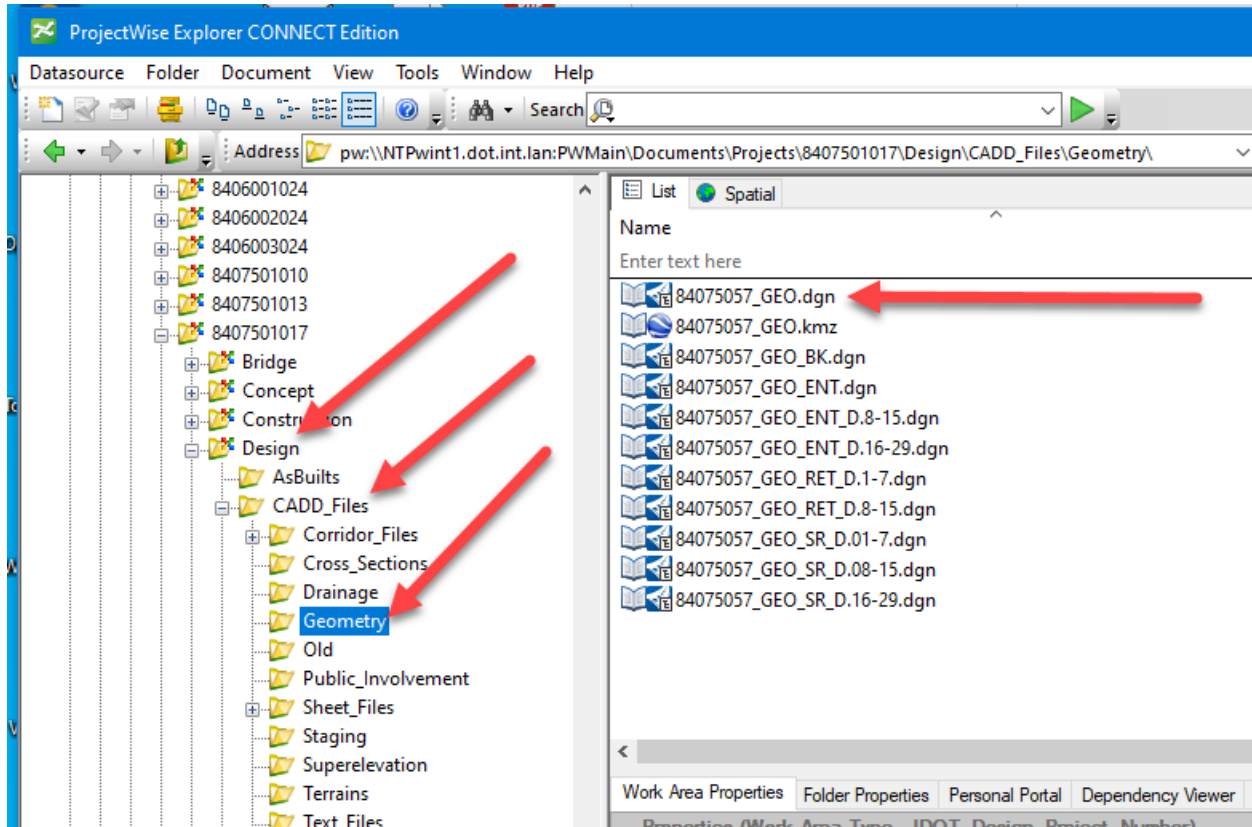 ProjectWise Explorer CONNECT Edition
Datasource Folder Document View Tools Window Help
Search
Address pw:\\NTPwint1.dot.int.lan:PWMain\Documents\Projects\8407501017\Design\CADD_Files\Geometry\
8406001024
8406002024
8406003024
8407501010
8407501013
8407501017
Bridge
Concept
Construction
Design
AsBuilts
CADD_Files
Corridor_Files
Cross_Sections
Drainage
Geometry
Old
Public_Involvement
Sheet_Files
Staging
Superelevation
Terrains
Text_Files
List Spatial
Name
Enter text here
84075057_GEO.dgn
84075057_GEO.kmz
84075057_GEO_BK.dgn
84075057_GEO_ENT.dgn
84075057_GEO_ENT_D.8-15.dgn
84075057_GEO_ENT_D.16-29.dgn
84075057_GEO_RET_D.1-7.dgn
84075057_GEO_RET_D.8-15.dgn
84075057_GEO_SR_D.01-7.dgn
84075057_GEO_SR_D.08-15.dgn
84075057_GEO_SR_D.16-29.dgn
Work Area Properties Folder Properties Personal Portal Dependency Viewer